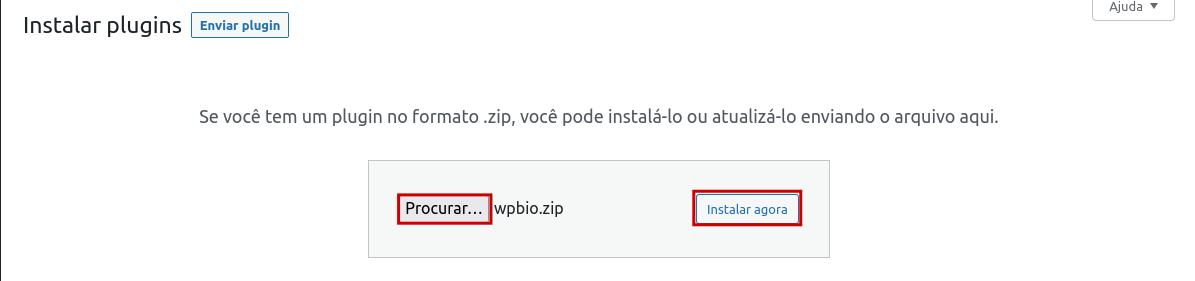 Ajuda
Instalar plugins Enviar plugin
Se você tem um plugin no formato .zip, você pode instalá-lo ou atualizá-lo enviando o arquivo aqui.
Procurar... wpbio.zip Instalar agora